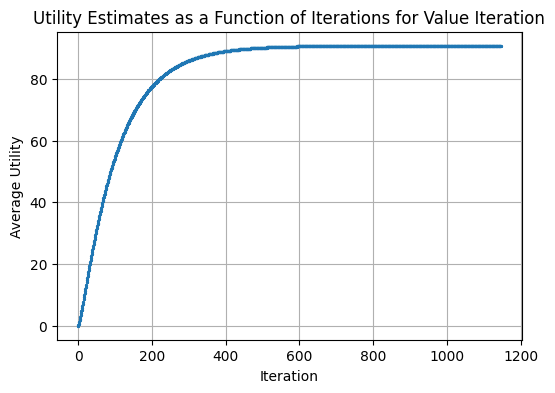 Utility Estimates as a Function of Iterations for Value Iteration
Average Utility
80
60
40
20
0
0 200 400 600 800 1000 1200
Iteration